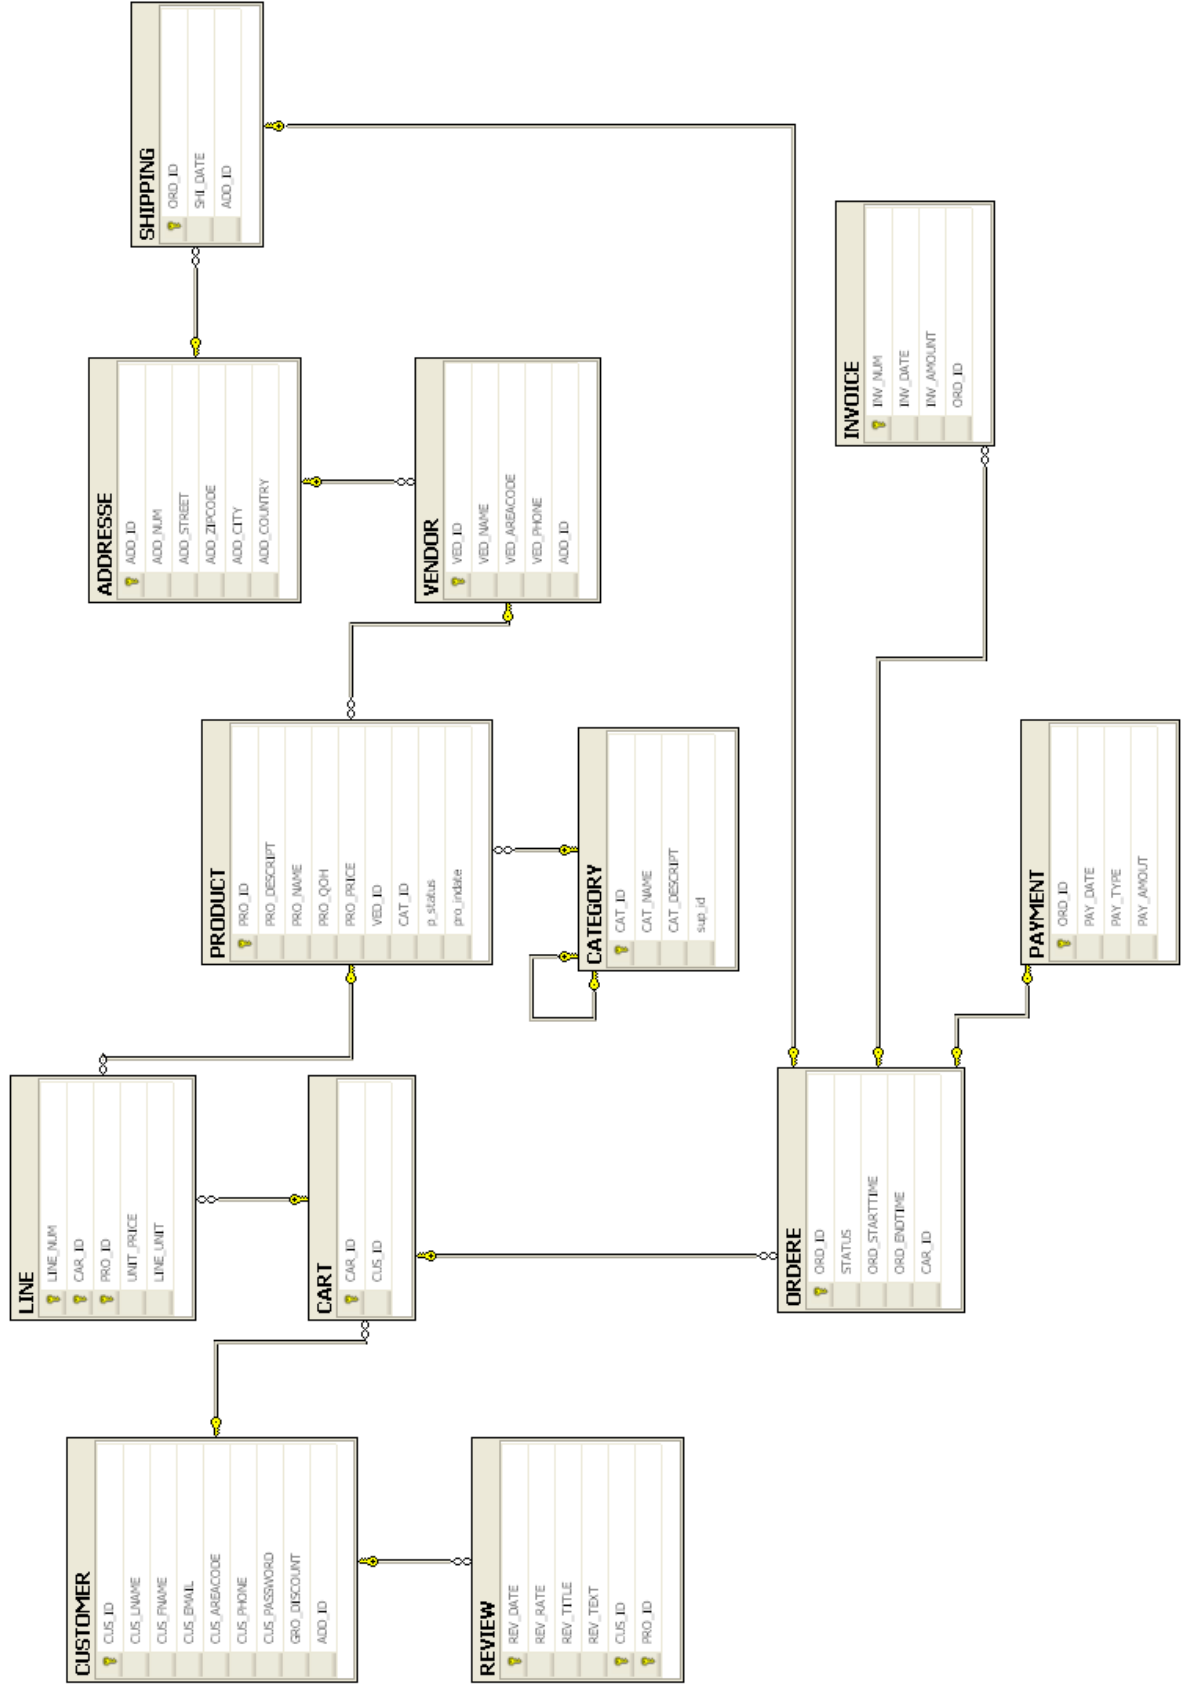 CUSTOMER
CUS_ID
CUS_LNAME
CUS_FNAME
CUS_EMAIL
CUS_AREACODE
CUS_PHONE
CUS_PASSWORD
GRO_DISCOUNT
ADD_ID
REVIEW
REV_DATE
REV_RATE
REV_TITLE
REV_TEXT
CUS_ID
PRO_ID
LINE
LINE_NUM
CAR_ID
PRO_ID
UNIT_PRICE
LINE_UNIT
CART
CAR_ID
CUS_ID
ORDERE
ORD_ID
STATUS
ORD_STARTTIME
ORD_ENDTIME
CAR_ID
PRODUCT
PRO_ID
PRO_DESCRIPT
PRO_NAME
PRO_QOH
PRO_PRICE
VED_ID
CAT_ID
p_status
pro_indate
CATEGORY
CAT_ID
CAT_NAME
CAT_DESCRIPT
sup_id
PAYMENT
ORD_ID
PAY_DATE
PAY_TYPE
PAY_AMOUT
ADDRESSE
ADD_ID
ADD_NUM
ADD_STREET
ADD_ZIPCODE
ADD_CITY
ADD_COUNTRY
VENDOR
VED_ID
VED_NAME
VED_AREACODE
VED_PHONE
ADD_ID
INVOICE
INV_NUM
INV_DATE
INV_AMOUNT
ORD_ID
SHIPPING
ORD_ID
SHI_DATE
ADD_ID